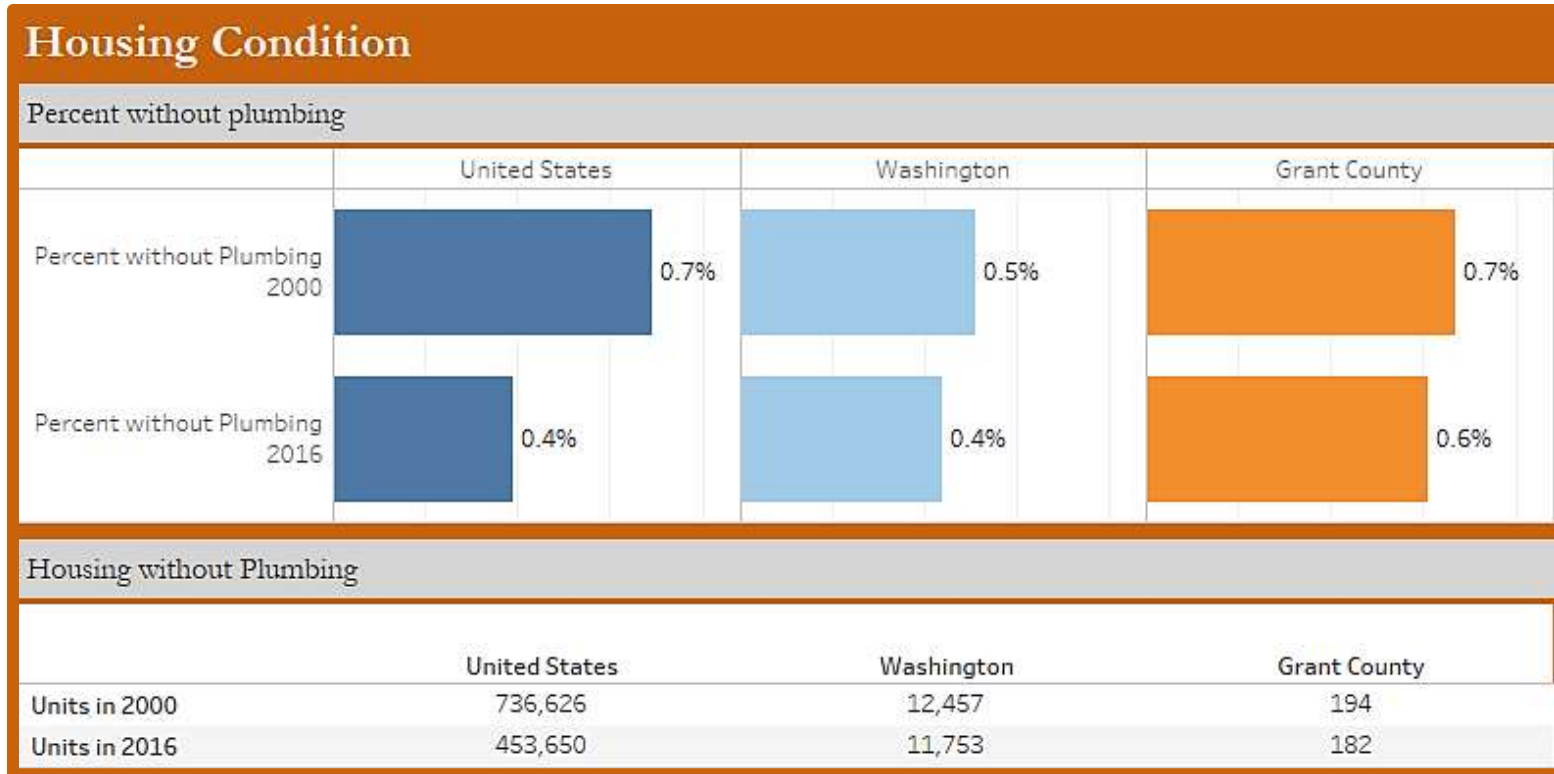 Housing Condition
Percent without plumbing
United States Washington Grant County
Percent without Plumbing
2000
0.7% 0.5% 0.7%
Percent without Plumbing
2016
0.4% 0.4% 0.6%
Housing without Plumbing
United States Washington Grant County
Units in 2000 736,626 12,457 194
Units in 2016 453,650 11,753 182